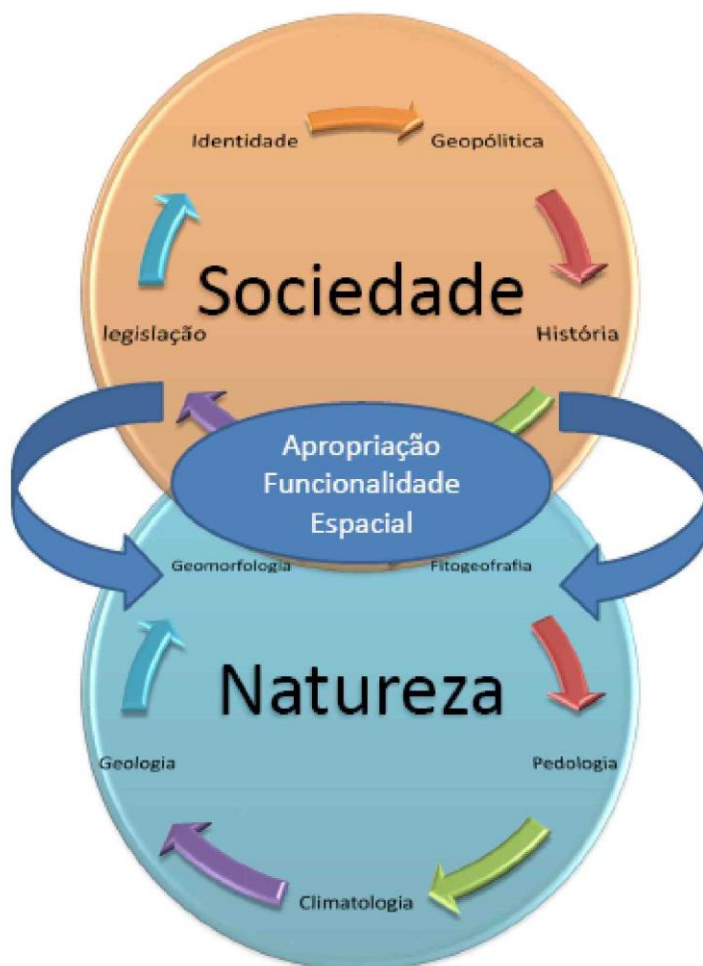 Identidade
Geopólitica
Sociedade
legislação
História
Apropriação
Funcionalidade
Espacial
Geomorfologia
Fitogeofrafia
Natureza
Geologia
Pedologia
Climatologia